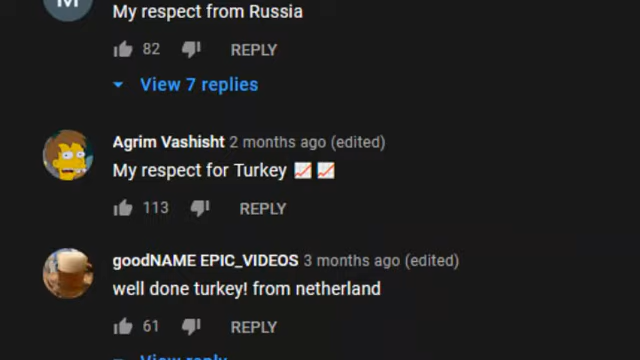 M
My respect from Russia
82 REPLY
View 7 replies
Agrim Vashisht 2 months ago (edited)
My respect for Turkey 📈 📈
113 REPLY
goodNAME EPIC_VIDEOS 3 months ago (edited)
well done turkey! from netherland
61 REPLY
View reply